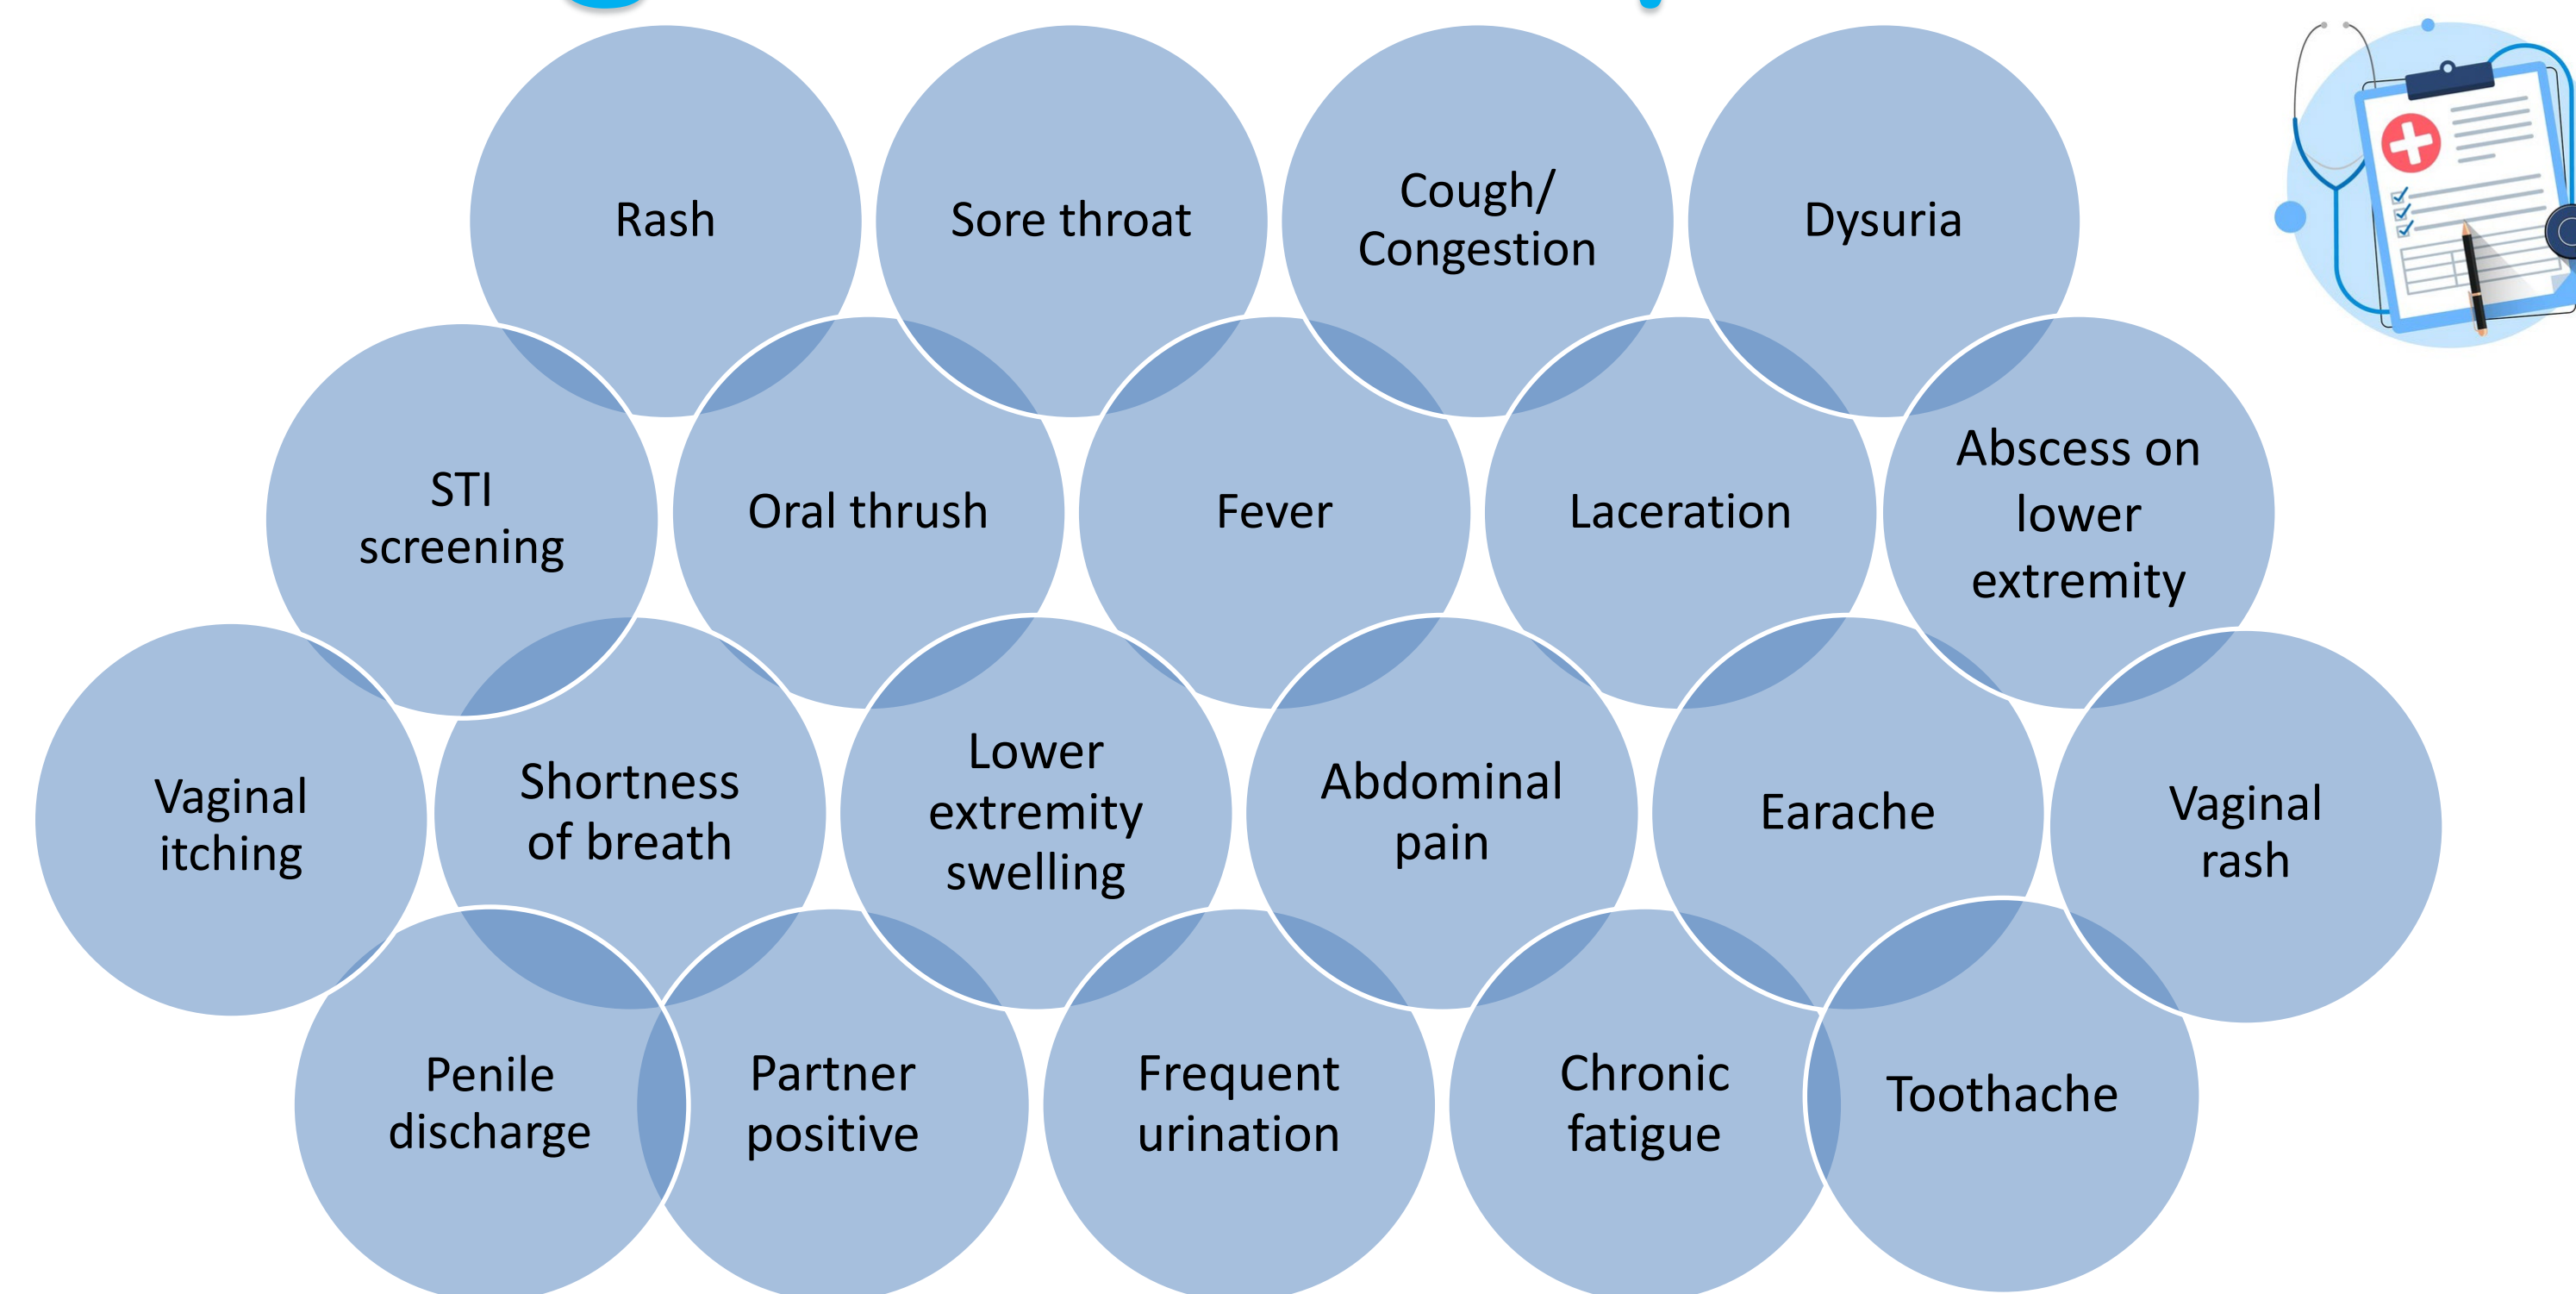 Rash
Sore throat
Cough/
Congestion
Dysuria
STI
screening
Oral thrush
Fever
Laceration
Abscess on
lower
extremity
Vaginal
itching
Shortness
of breath
Lower
extremity
swelling
Abdominal
pain
Earache
Vaginal
rash
Penile
discharge
Partner
positive
Frequent
urination
Chronic
fatigue
Toothache